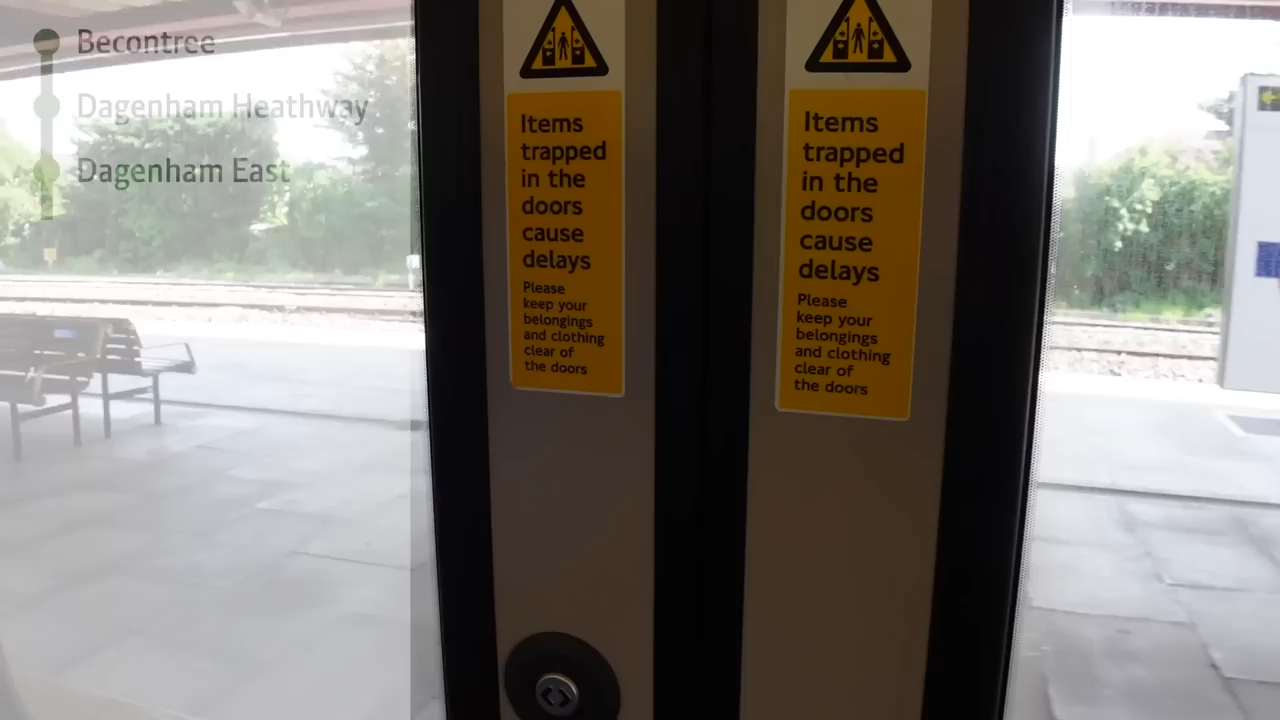 Becontree
Dagenham Heathway
Dagenham East
Items
trapped
in the
doors
cause
delays
Please
keep your
belongings
and clothing
clear of
the doors
Items
trapped
in the
doors
cause
delays
Please
keep your
belongings
and clothing
clear of
the doors